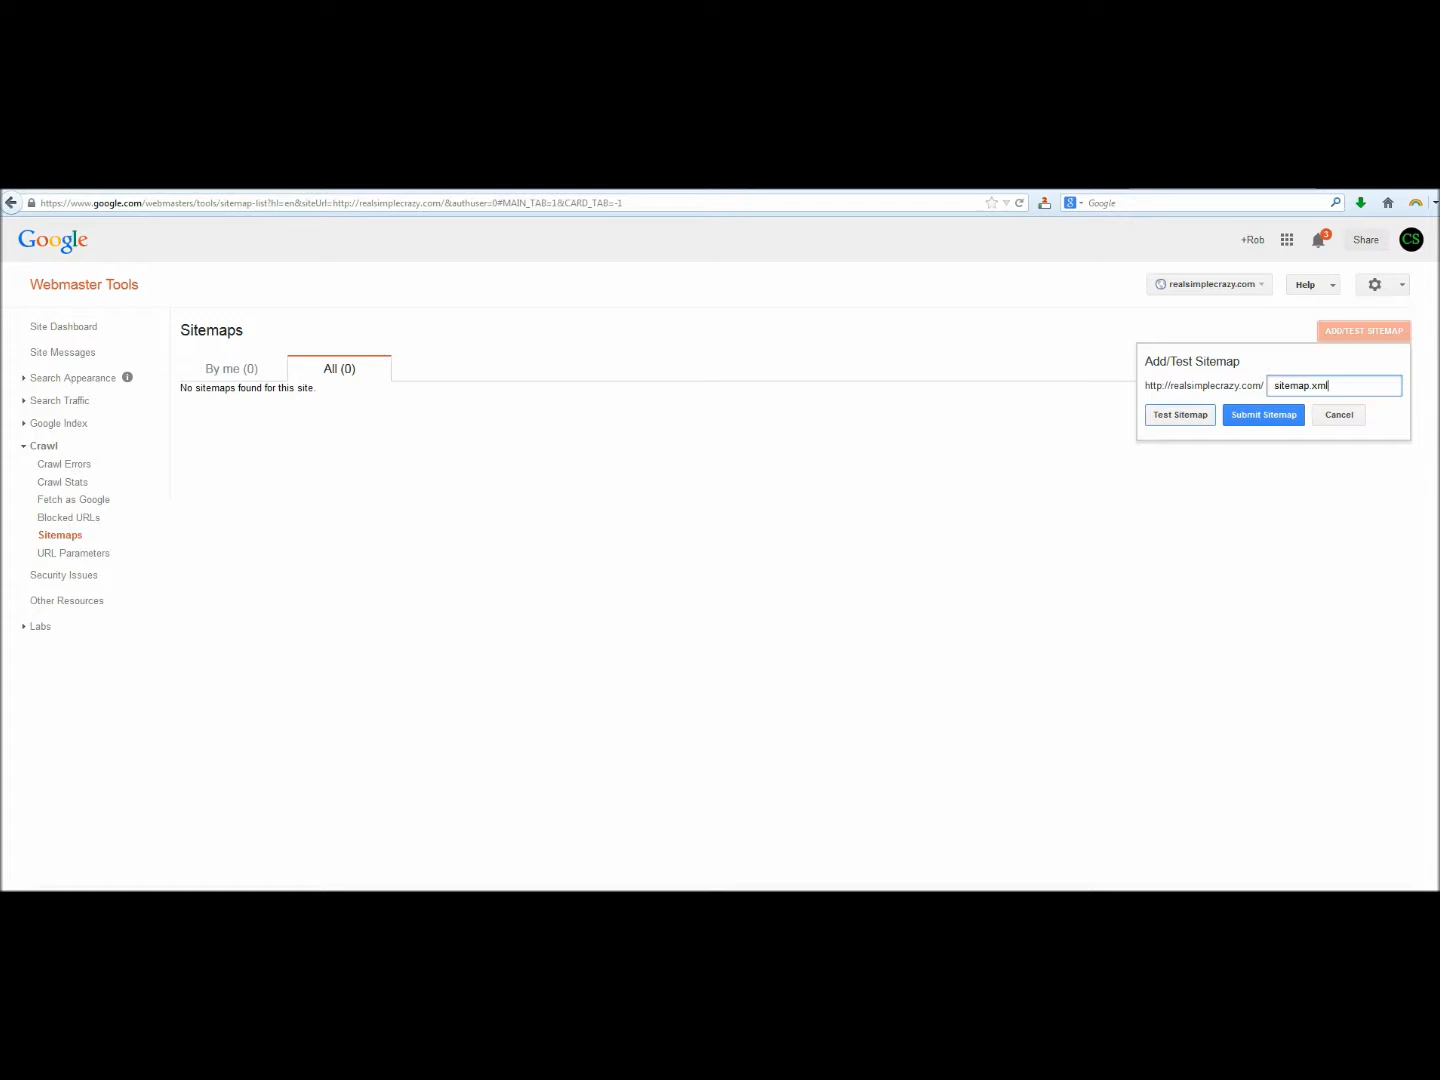 https://www.google.com/webmasters/tools/sitemap-list?hl=en&siteUrl=http://realsimplecrazy.com/&authuser=0#MAIN_TAB=1&CARD_TAB=-1
Google
Google
+Rob
3
Share
CS
Webmaster Tools
realsimplecrazy.com
Help
Site Dashboard
Site Messages
Search Appearance
Search Traffic
Google Index
Crawl
Crawl Errors
Crawl Stats
Fetch as Google
Blocked URLs
Sitemaps
URL Parameters
Security Issues
Other Resources
Labs
Sitemaps
ADD/TEST SITEMAP
By me (0)
All (0)
No sitemaps found for this site.
Add/Test Sitemap
http://realsimplecrazy.com/ sitemap.xml
Test Sitemap
Submit Sitemap
Cancel